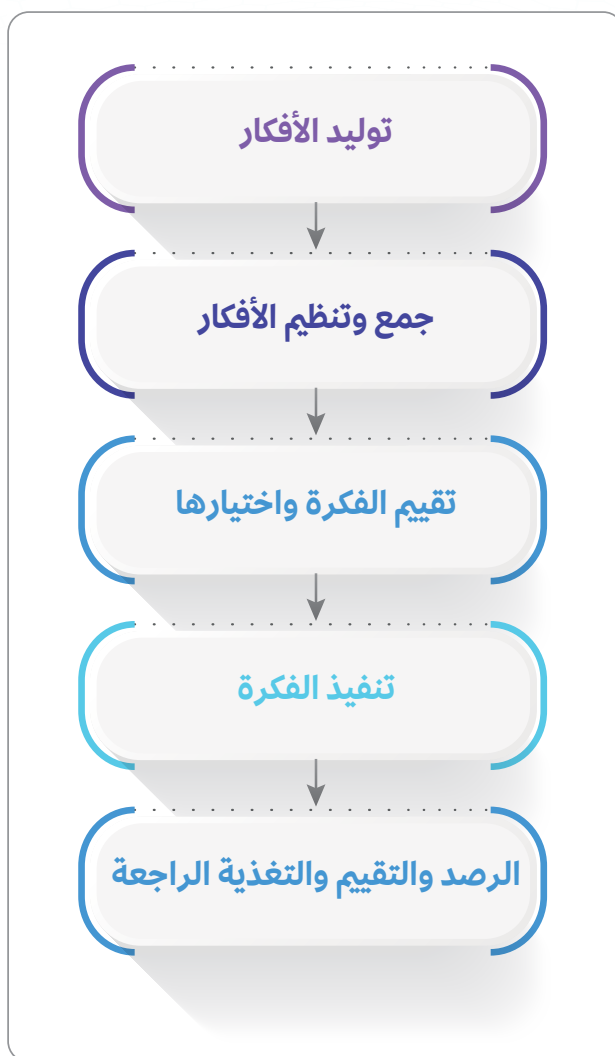 توليد الأفكار
جمع وتنظيم الأفكار
تقييم الفكرة واختيارها
تنفيذ الفكرة
الرصد والتقييم والتغذية الراجعة